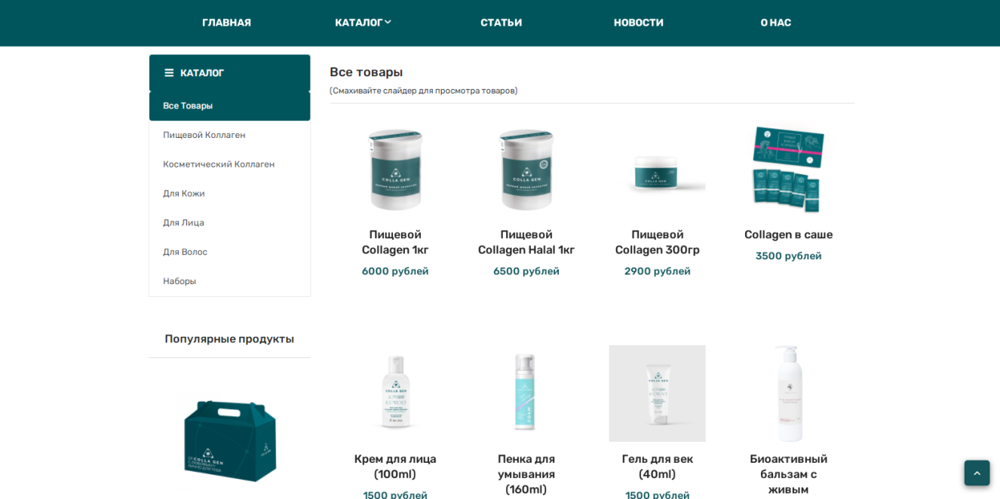 ГЛАВНАЯ
КАТАЛОГ
СТАТЬИ
НОВОСТИ
О НАС
КАТАЛОГ
Все Товары
Пищевой Коллаген
Косметический Коллаген
Для Кожи
Для Лица
Для Волос
Наборы
Популярные продукты
COLLA GEN
Все товары
(Смахивайте слайдер для просмотра товаров)
COLLA GEN
COLLA GEN
COLLA GEN
Пищевой
Collagen 1кг
6000 рублей
Пищевой
Collagen Halal 1кг
6500 рублей
Пищевой
Collagen 300гр
2900 рублей
Collagen в саше
3500 рублей
COLLA GEN
FOAM
COLLA GEN
Крем для лица
(100ml)
1500 рублей
Пенка для
умывания
(160ml)
Гель для век
(40ml)
1500 рублей
Биоактивный
бальзам с
живым